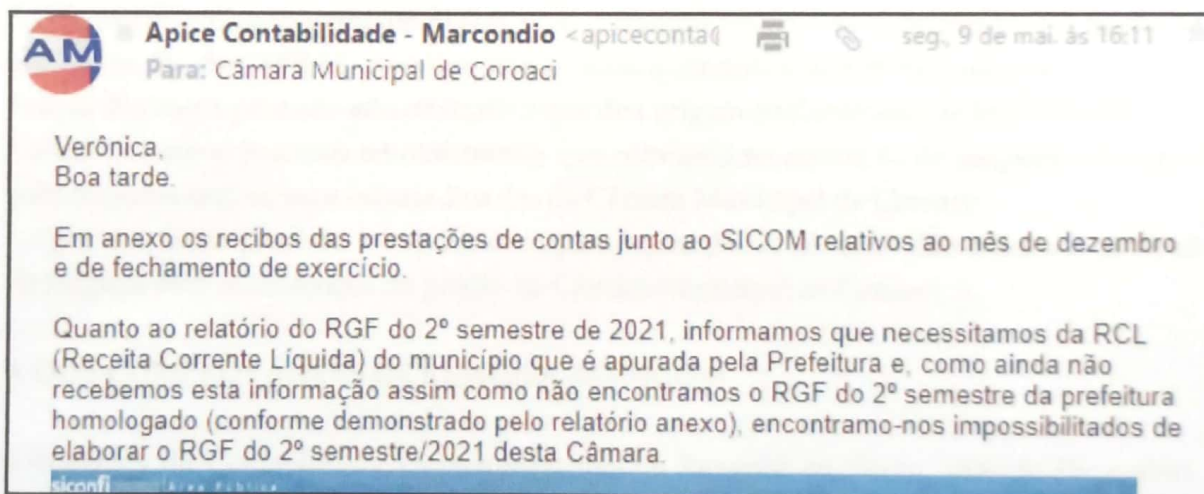 AM Apice Contabilidade - Marcondio <apiceconta( seg., 9 de mai. às 16:11
Para: Câmara Municipal de Coroaci
Verônica,
Boa tarde.
Em anexo os recibos das prestações de contas junto ao SICOM relativos ao mês de dezembro
e de fechamento de exercício.
Quanto ao relatório do RGF do 2º semestre de 2021, informamos que necessitamos da RCL
(Receita Corrente Líquida) do município que é apurada pela Prefeitura e, como ainda não
recebemos esta informação assim como não encontramos o RGF do 2º semestre da prefeitura
homologado (conforme demonstrado pelo relatório anexo), encontramo-nos impossibilitados de
elaborar o RGF do 2º semestre/2021 desta Câmara.
siconfi Área Pública